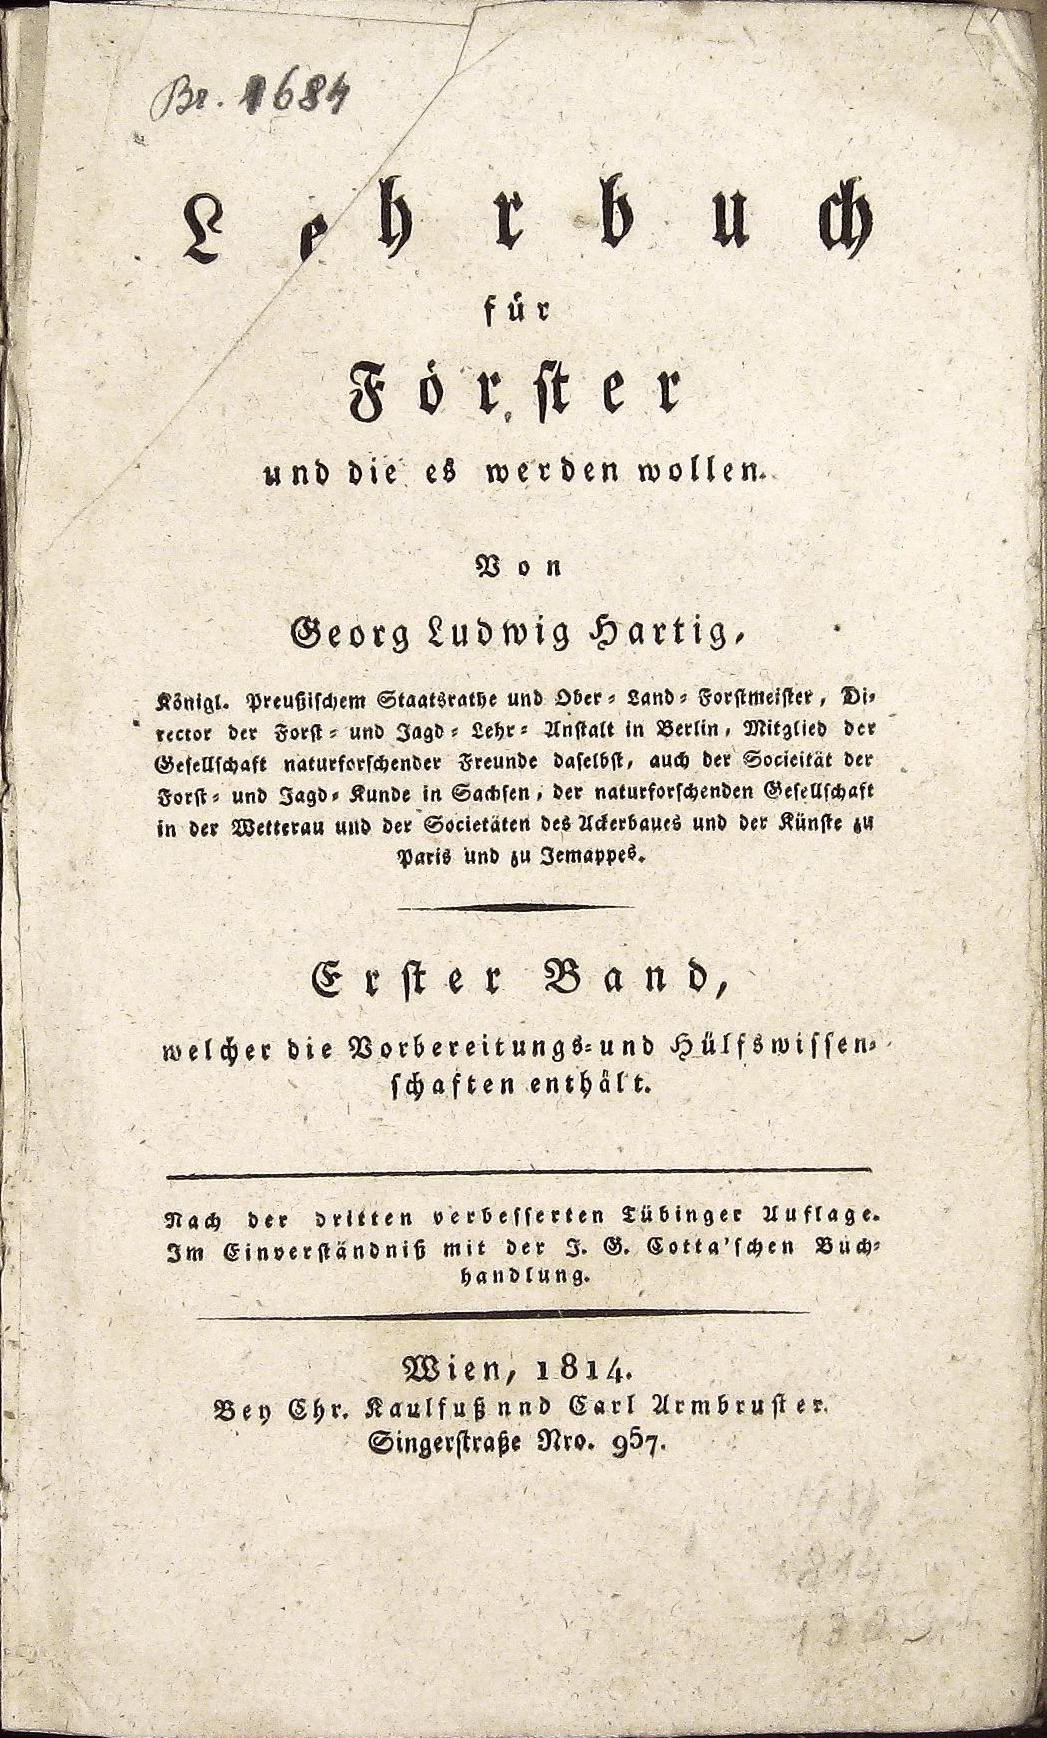 Br. 1684
Lehrbuch
für
Förster
und die es werden wollen.
Von
Georg Ludwig Hartig,
Königl. Preußischem Staatsrathe und Ober-Land-Forstmeister, Di-
rector der Forst- und Jagd-Lehr-Anstalt in Berlin, Mitglied der
Gesellschaft naturforschender Freunde daselbst, auch der Socieität der
Forst- und Jagd-Kunde in Sachsen, der naturforschenden Gesellschaft
in der Wetterau und der Societäten des Ackerbaues und der Künste zu
Paris und zu Jemappes.
Erster Band,
welcher die Vorbereitungs- und Hülfswissen-
schaften enthält.
Nach der dritten verbesserten Tübinger Auflage.
Im Einverständniß mit der J. G. Cotta'schen Buch-
handlung.
Wien, 1814.
Bey Chr. Kaulfuß nnd Carl Armbruster.
Singerstraße Nro. 957.